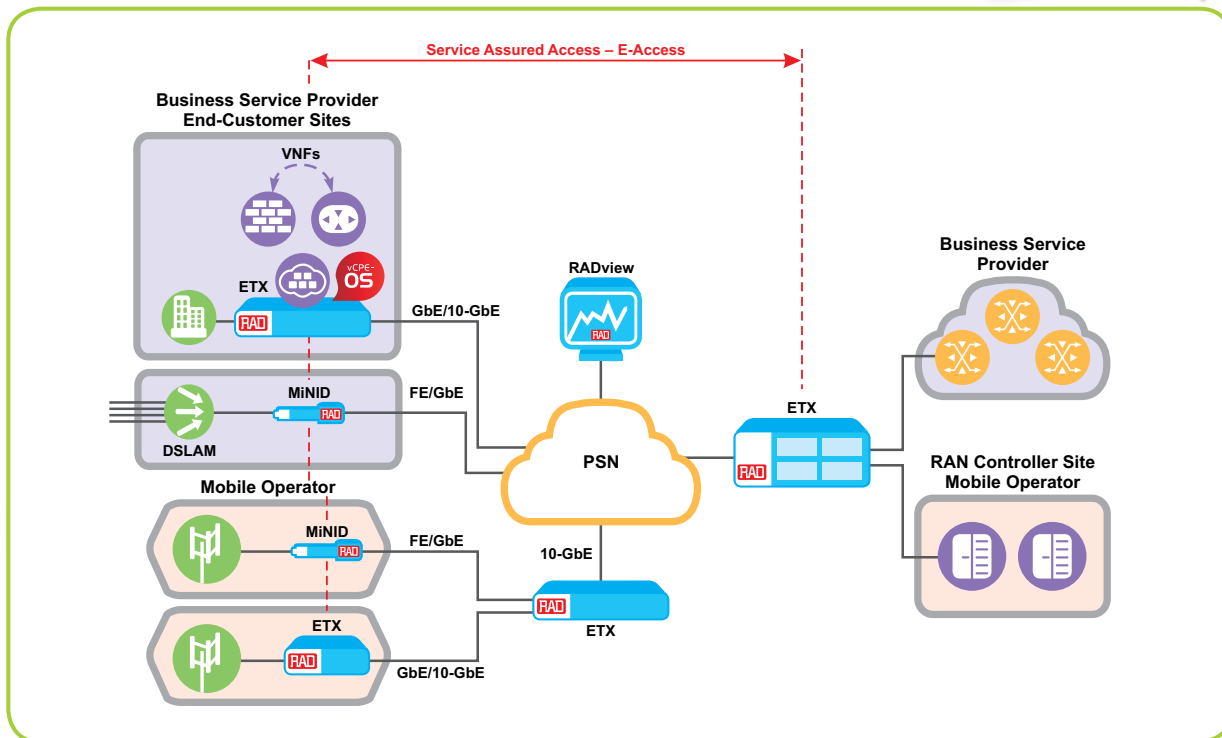 Service Assured Access – E-Access
Business Service Provider
End-Customer Sites
VNFs
vCPE-
OS
ETX
RAD
GbE/10-GbE
MiNID
RAD
FE/GbE
DSLAM
Mobile Operator
MiNID
RAD
FE/GbE
ETX
RAD
GbE/10-GbE
RADview
RAD
PSN
10-GbE
RAD
ETX
ETX
RAD
Business Service
Provider
RAN Controller Site
Mobile Operator